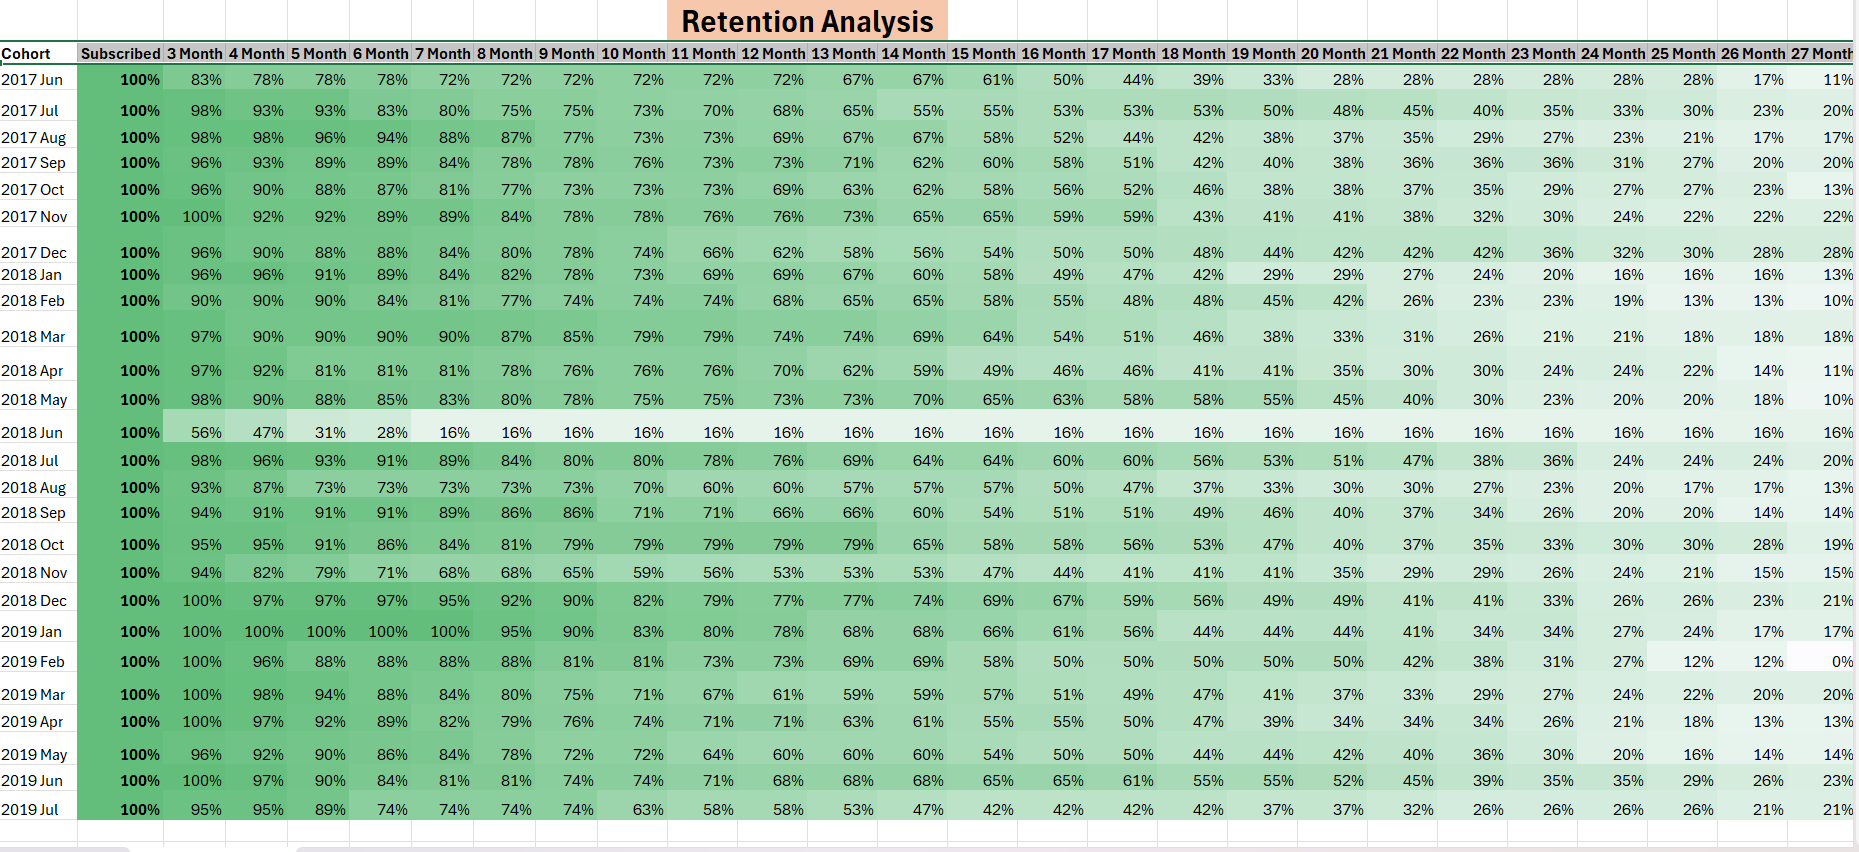 Retention Analysis
Cohort Subscribed 3 Month 4 Month 5 Month 6 Month 7 Month 8 Month 9 Month 10 Month 11 Month 12 Month 13 Month 14 Month 15 Month 16 Month 17 Month 18 Month 19 Month 20 Month 21 Month 22 Month 23 Month 24 Month 25 Month 26 Month 27 Month
2017 Jun 100% 83% 78% 78% 78% 72% 72% 72% 72% 72% 72% 67% 67% 61% 50% 44% 39% 33% 28% 28% 28% 28% 28% 28% 17% 11%
2017 Jul 100% 98% 93% 93% 83% 80% 75% 75% 73% 70% 68% 65% 55% 55% 53% 53% 53% 50% 48% 45% 40% 35% 33% 30% 23% 20%
2017 Aug 100% 98% 98% 96% 94% 88% 87% 77% 73% 73% 69% 67% 67% 58% 52% 44% 42% 38% 37% 35% 29% 27% 23% 21% 17% 17%
2017 Sep 100% 96% 93% 89% 89% 84% 78% 78% 76% 73% 73% 71% 62% 60% 58% 51% 42% 40% 38% 36% 36% 36% 31% 27% 20% 20%
2017 Oct 100% 96% 90% 88% 87% 81% 77% 73% 73% 73% 69% 63% 62% 58% 56% 52% 46% 38% 38% 37% 35% 29% 27% 27% 23% 13%
2017 Nov 100% 100% 92% 92% 89% 89% 84% 78% 78% 76% 76% 73% 65% 65% 59% 59% 43% 41% 41% 38% 32% 30% 24% 22% 22% 22%
2017 Dec 100% 96% 90% 88% 88% 84% 80% 78% 74% 66% 62% 58% 56% 54% 50% 50% 48% 44% 42% 42% 42% 36% 32% 30% 28% 28%
2018 Jan 100% 96% 96% 91% 89% 84% 82% 78% 73% 69% 69% 67% 60% 58% 49% 47% 42% 29% 29% 27% 24% 20% 16% 16% 16% 13%
2018 Feb 100% 90% 90% 90% 84% 81% 77% 74% 74% 74% 68% 65% 65% 58% 55% 48% 48% 45% 42% 26% 23% 23% 19% 13% 13% 10%
2018 Mar 100% 97% 90% 90% 90% 90% 87% 85% 79% 79% 74% 74% 69% 64% 54% 51% 46% 38% 33% 31% 26% 21% 21% 18% 18% 18%
2018 Apr 100% 97% 92% 81% 81% 81% 78% 76% 76% 76% 70% 62% 59% 49% 46% 46% 41% 41% 35% 30% 30% 24% 24% 22% 14% 11%
2018 May 100% 98% 90% 88% 85% 83% 80% 78% 75% 75% 73% 73% 70% 65% 63% 58% 58% 55% 45% 40% 30% 23% 20% 20% 18% 10%
2018 Jun 100% 56% 47% 31% 28% 16% 16% 16% 16% 16% 16% 16% 16% 16% 16% 16% 16% 16% 16% 16% 16% 16% 16% 16% 16% 16%
2018 Jul 100% 98% 96% 93% 91% 89% 84% 80% 80% 78% 76% 69% 64% 64% 60% 60% 56% 53% 51% 47% 38% 36% 24% 24% 24% 20%
2018 Aug 100% 93% 87% 73% 73% 73% 73% 73% 70% 60% 60% 57% 57% 57% 50% 47% 37% 33% 30% 30% 27% 23% 20% 17% 17% 13%
2018 Sep 100% 94% 91% 91% 91% 89% 86% 86% 71% 71% 66% 66% 60% 54% 51% 51% 49% 46% 40% 37% 34% 26% 20% 20% 14% 14%
2018 Oct 100% 95% 95% 91% 86% 84% 81% 79% 79% 79% 79% 79% 65% 58% 58% 56% 53% 47% 40% 37% 35% 33% 30% 30% 28% 19%
2018 Nov 100% 94% 82% 79% 71% 68% 68% 65% 59% 56% 53% 53% 53% 47% 44% 41% 41% 41% 35% 29% 29% 26% 24% 21% 15% 15%
2018 Dec 100% 100% 97% 97% 97% 95% 92% 90% 82% 79% 77% 77% 74% 69% 67% 59% 56% 49% 49% 41% 41% 33% 26% 26% 23% 21%
2019 Jan 100% 100% 100% 100% 100% 100% 95% 90% 83% 80% 78% 68% 68% 66% 61% 56% 44% 44% 44% 41% 34% 34% 27% 24% 17% 17%
2019 Feb 100% 100% 96% 88% 88% 88% 88% 81% 81% 73% 73% 69% 69% 58% 50% 50% 50% 50% 50% 42% 38% 31% 27% 12% 12% 0%
2019 Mar 100% 100% 98% 94% 88% 84% 80% 75% 71% 67% 61% 59% 59% 57% 51% 49% 47% 41% 37% 33% 29% 27% 24% 22% 20% 20%
2019 Apr 100% 100% 97% 92% 89% 82% 79% 76% 74% 71% 71% 63% 61% 55% 55% 50% 47% 39% 34% 34% 34% 26% 21% 18% 13% 13%
2019 May 100% 96% 92% 90% 86% 84% 78% 72% 72% 64% 60% 60% 60% 54% 50% 50% 44% 44% 42% 40% 36% 30% 20% 16% 14% 14%
2019 Jun 100% 100% 97% 90% 84% 81% 81% 74% 74% 71% 68% 68% 68% 65% 65% 61% 55% 55% 52% 45% 39% 35% 35% 29% 26% 23%
2019 Jul 100% 95% 95% 89% 74% 74% 74% 74% 63% 58% 58% 53% 47% 42% 42% 42% 42% 37% 37% 32% 26% 26% 26% 26% 21% 21%